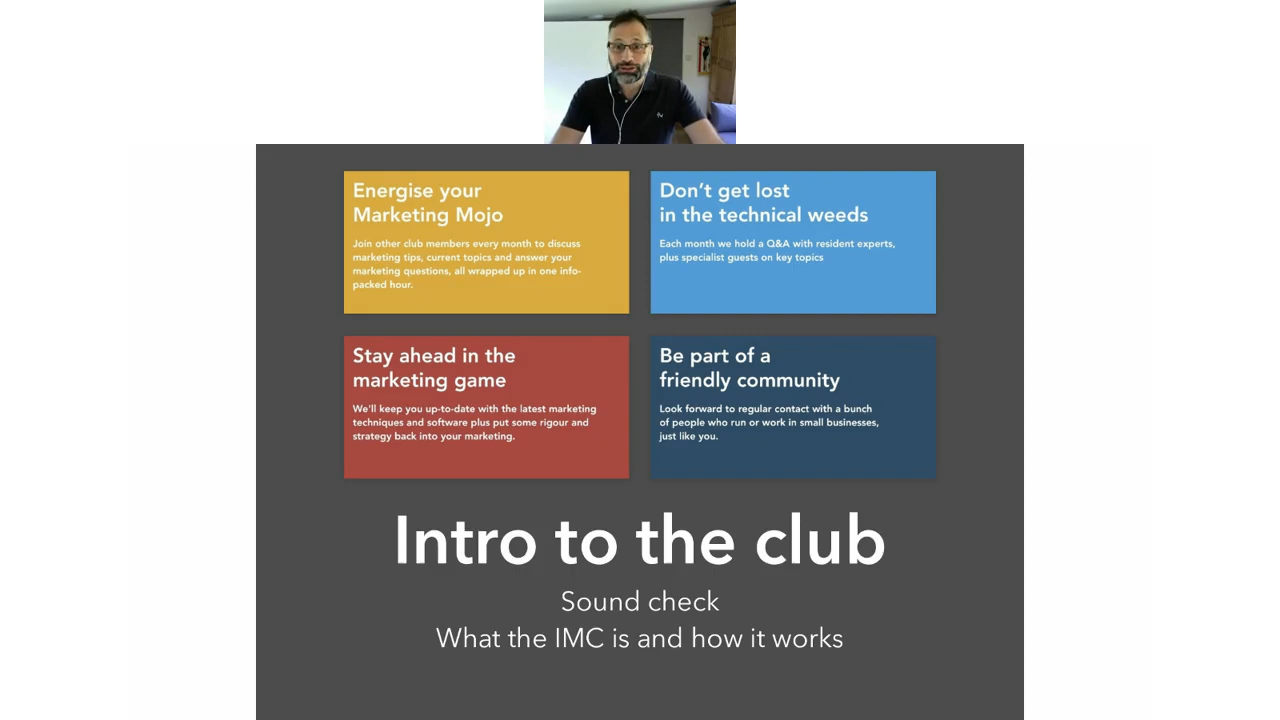 Energise your
Marketing Mojo
Join other club members every month to discuss
marketing tips, current topics and answer your
marketing questions, all wrapped up in one info-
packed hour.
Don't get lost
in the technical weeds
Each month we hold a Q&A with resident experts,
plus specialist guests on key topics
Stay ahead in the
marketing game
We'll keep you up-to-date with the latest marketing
techniques and software plus put some rigour and
strategy back into your marketing.
Be part of a
friendly community
Look forward to regular contact with a bunch
of people who run or work in small businesses,
just like you.
Intro to the club
Sound check
What the IMC is and how it works